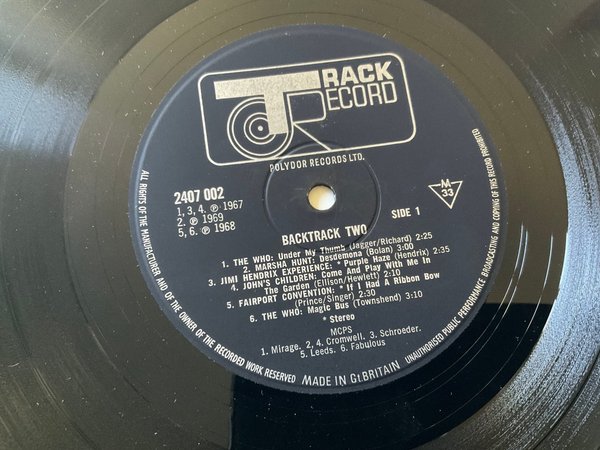 TRACK
RECORD
POLYDOR RECORDS LTD.
2407 002
1, 3, 4. ℗ 1967
2. ℗ 1969
5, 6. ℗ 1968
SIDE 1
M
33
BACKTRACK TWO
1. THE WHO: Under My Thumb (Jagger/Richard) 2:25
2. MARSHA HUNT: Desdemona (Bolan) 3:00
3. JIMI HENDRIX EXPERIENCE: * Purple Haze (Hendrix) 2:35
4. JOHN'S CHILDREN: Come And Play With Me In
The Garden (Ellison/Hewlett) 2:10
5. FAIRPORT CONVENTION: * If I Had A Ribbon Bow
(Prince/Singer) 2:30
6. THE WHO: Magic Bus (Townshend) 3:10
* Stereo
MCPS
1. Mirage. 2, 4. Cromwell. 3. Schroeder.
5. Leeds. 6. Fabulous
ALL RIGHTS OF THE MANUFACTURER AND OF THE OWNER OF THE RECORDED WORK RESERVED
MADE IN Gt.BRITAIN
UNAUTHORISED PUBLIC PERFORMANCE BROADCASTING AND COPYING OF THIS RECORD PROHIBITED